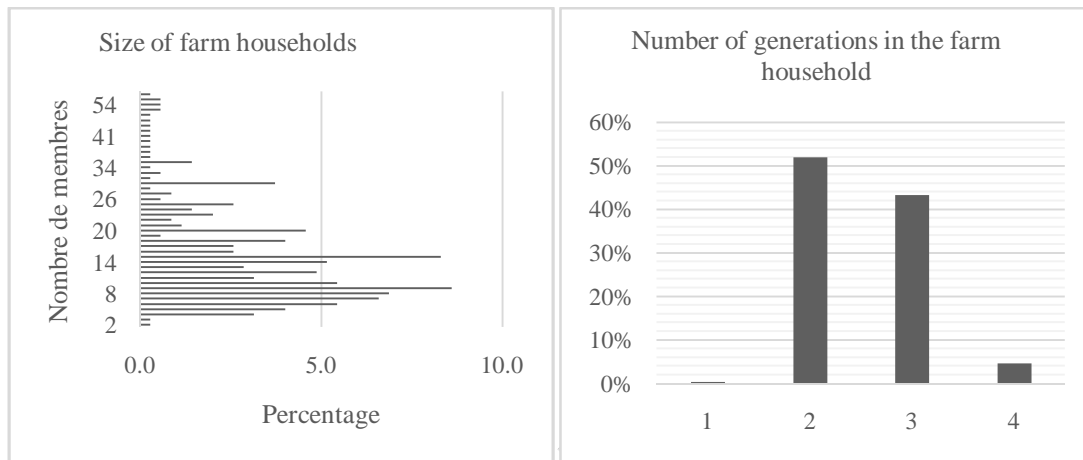 Size of farm households
Nombre de membres
54
41
34
26
20
14
8
2
0.0 5.0 10.0
Percentage
Number of generations in the farm
household
60%
50%
40%
30%
20%
10%
0%
1 2 3 4